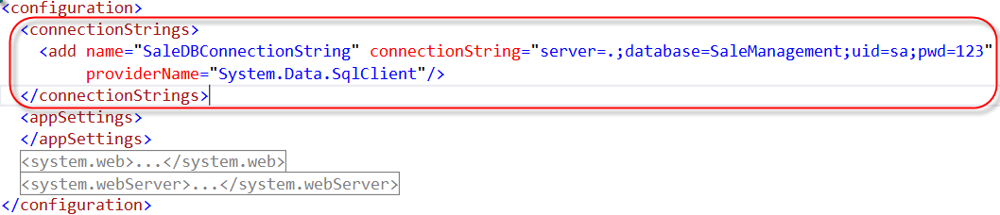 <configuration>
<connectionStrings>
<add name="SaleDBConnectionString" connectionString="server=.;database=SaleManagement;uid=sa;pwd=123"
providerName="System.Data.SqlClient"/>
</connectionStrings>
<appSettings>
</appSettings>
<system.web>...</system.web>
<system.webServer>...</system.webServer>
</configuration>